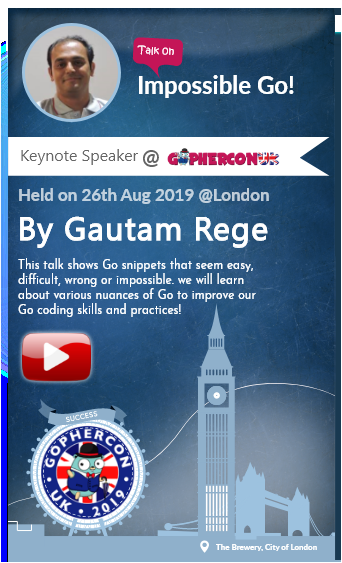 Talk On
Impossible Go!
Keynote Speaker @ GOPHERCON UK
Held on 26th Aug 2019 @London
By Gautam Rege
This talk shows Go snippets that seem easy,
difficult, wrong or impossible. we will learn
about various nuances of Go to improve our
Go coding skills and practices!
SUCCESS
GOPHERCON
UK • 2019
The Brewery, City of London